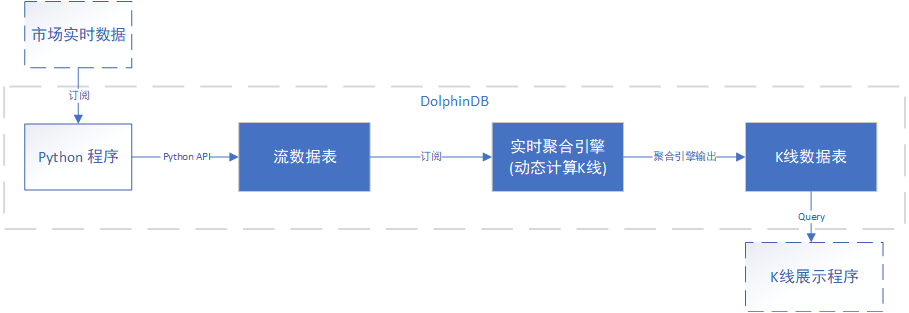 市场实时数据
订阅
DolphinDB
Python 程序
Python API
流数据表
订阅
实时聚合引擎
(动态计算K线)
聚合引擎输出
K线数据表
Query
K线展示程序